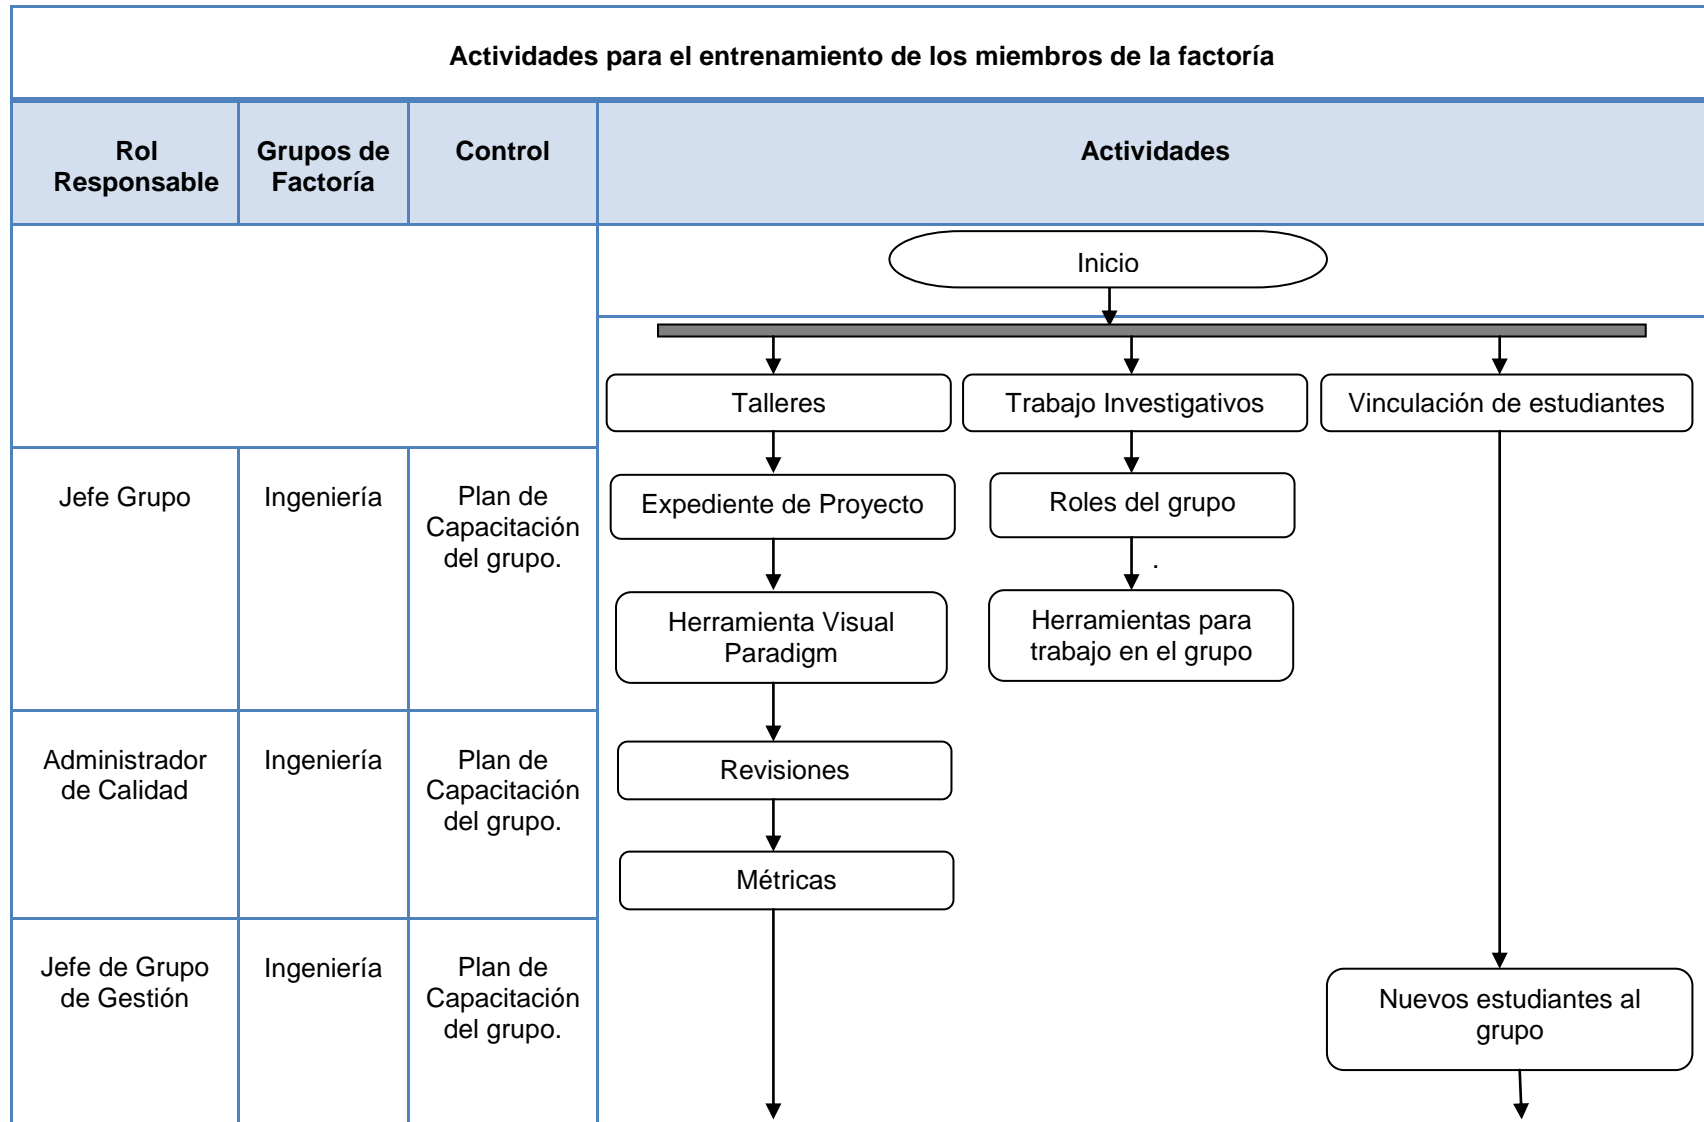 Actividades para el entrenamiento de los miembros de la factoría
Rol
Responsable
Grupos de
Factoría
Control
Actividades
Inicio
Talleres
Trabajo Investigativos
Vinculación de estudiantes
Jefe Grupo
Ingeniería
Plan de
Capacitación
del grupo.
Expediente de Proyecto
Roles del grupo
.
Herramienta Visual
Paradigm
Herramientas para
trabajo en el grupo
Administrador
de Calidad
Ingeniería
Plan de
Capacitación
del grupo.
Revisiones
Métricas
Jefe de Grupo
de Gestión
Ingeniería
Plan de
Capacitación
del grupo.
Nuevos estudiantes al
grupo